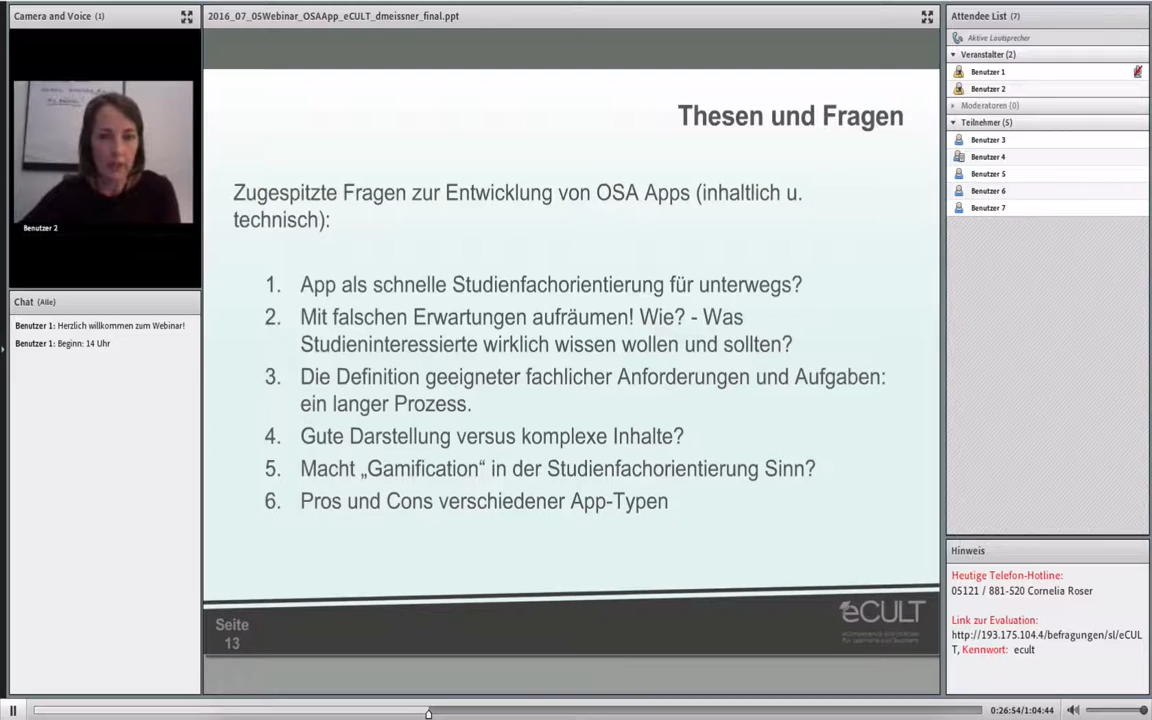 Camera and Voice (1)
Benutzer 2
Chat (Alle)
Benutzer 1: Herzlich willkommen zum Webinar!
Benutzer 1: Beginn: 14 Uhr
2016_07_05Webinar_OSAApp_eCULT_dmeissner_final.ppt
Thesen und Fragen
Zugespitzte Fragen zur Entwicklung von OSA Apps (inhaltlich u.
technisch):
1. App als schnelle Studienfachorientierung für unterwegs?
2. Mit falschen Erwartungen aufräumen! Wie? - Was
Studieninteressierte wirklich wissen wollen und sollten?
3. Die Definition geeigneter fachlicher Anforderungen und Aufgaben:
ein langer Prozess.
4. Gute Darstellung versus komplexe Inhalte?
5. Macht „Gamification“ in der Studienfachorientierung Sinn?
6. Pros und Cons verschiedener App-Typen
Seite
13
eCULT
Attendee List (7)
Aktive Lautsprecher
Veranstalter (2)
Benutzer 1
Benutzer 2
Moderatoren (0)
Teilnehmer (5)
Benutzer 3
Benutzer 4
Benutzer 5
Benutzer 6
Benutzer 7
Hinweis
Heutige Telefon-Hotline:
05121 / 881-520 Cornelia Roser
Link zur Evaluation:
http://193.175.104.4/befragungen/sl/eCUL
T, Kennwort: ecult
0:26:54/1:04:44